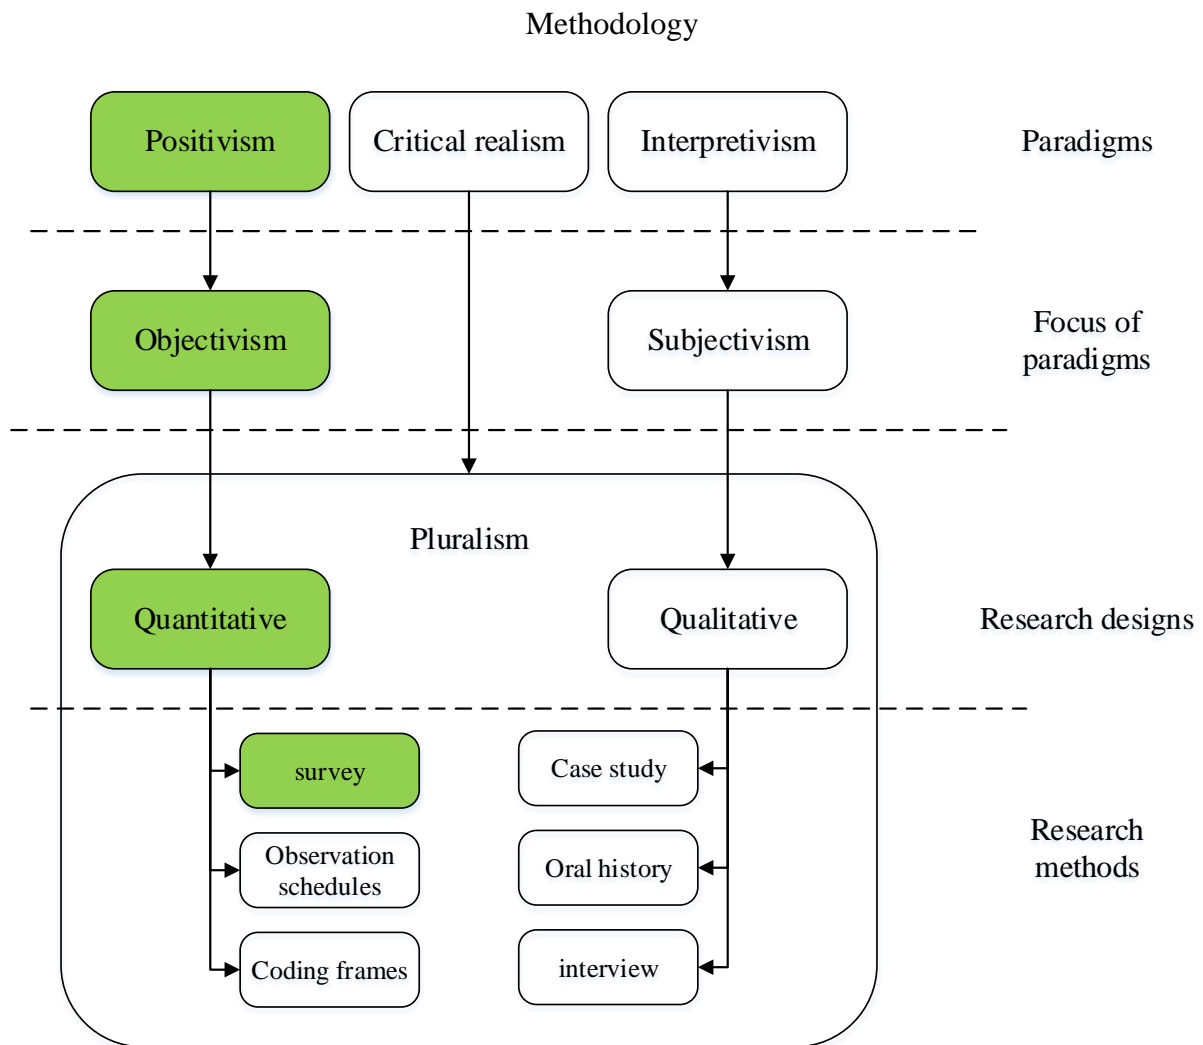 Methodology
Positivism
Critical realism
Interpretivism
Paradigms
Objectivism
Subjectivism
Focus of
paradigms
Pluralism
Quantitative
Qualitative
Research designs
survey
Case study
Observation
schedules
Oral history
Research
methods
Coding frames
interview